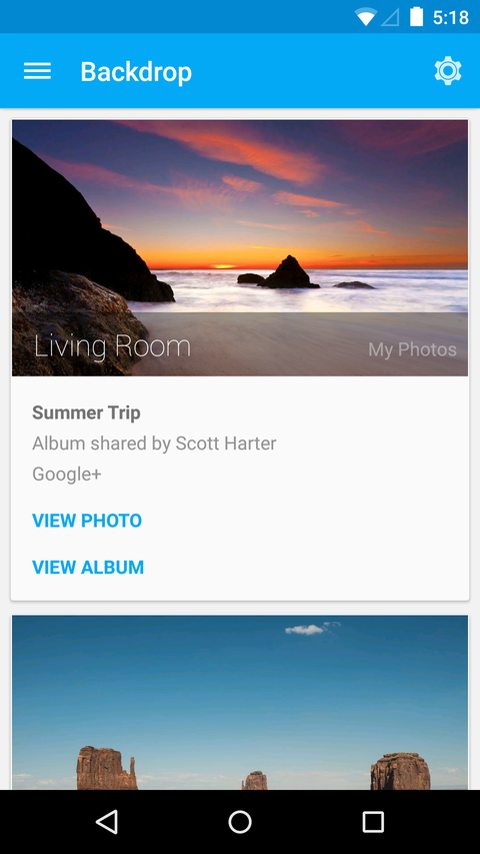 5:18
Backdrop
Living Room
My Photos
Summer Trip
Album shared by Scott Harter
Google+
VIEW PHOTO
VIEW ALBUM